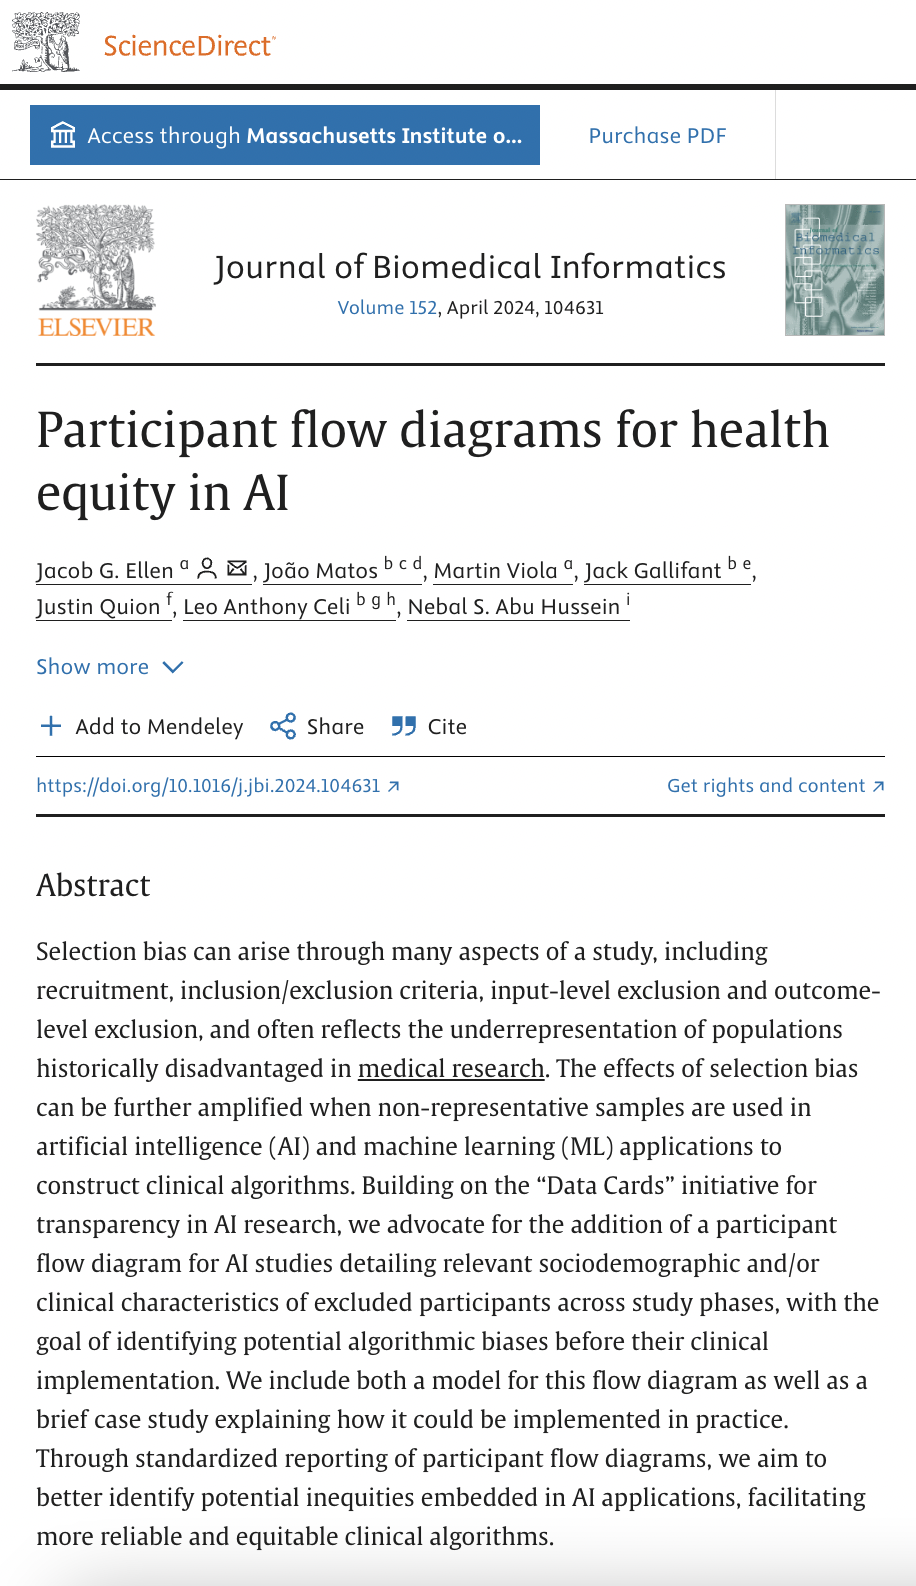 ScienceDirect
Access through Massachusetts Institute o...
Purchase PDF
ELSEVIER
Journal of Biomedical Informatics
Volume 152, April 2024, 104631
Biomedical
Informatics
Participant flow diagrams for health
equity in AI
Jacob G. Ellen a, João Matos b c d, Martin Viola a, Jack Gallifant b e,
Justin Quion f, Leo Anthony Celi b g h, Nebal S. Abu Hussein i
Show more
Add to Mendeley Share Cite
https://doi.org/10.1016/j.jbi.2024.104631
Get rights and content
Abstract
Selection bias can arise through many aspects of a study, including
recruitment, inclusion/exclusion criteria, input-level exclusion and outcome-
level exclusion, and often reflects the underrepresentation of populations
historically disadvantaged in medical research. The effects of selection bias
can be further amplified when non-representative samples are used in
artificial intelligence (AI) and machine learning (ML) applications to
construct clinical algorithms. Building on the “Data Cards” initiative for
transparency in AI research, we advocate for the addition of a participant
flow diagram for AI studies detailing relevant sociodemographic and/or
clinical characteristics of excluded participants across study phases, with the
goal of identifying potential algorithmic biases before their clinical
implementation. We include both a model for this flow diagram as well as a
brief case study explaining how it could be implemented in practice.
Through standardized reporting of participant flow diagrams, we aim to
better identify potential inequities embedded in AI applications, facilitating
more reliable and equitable clinical algorithms.